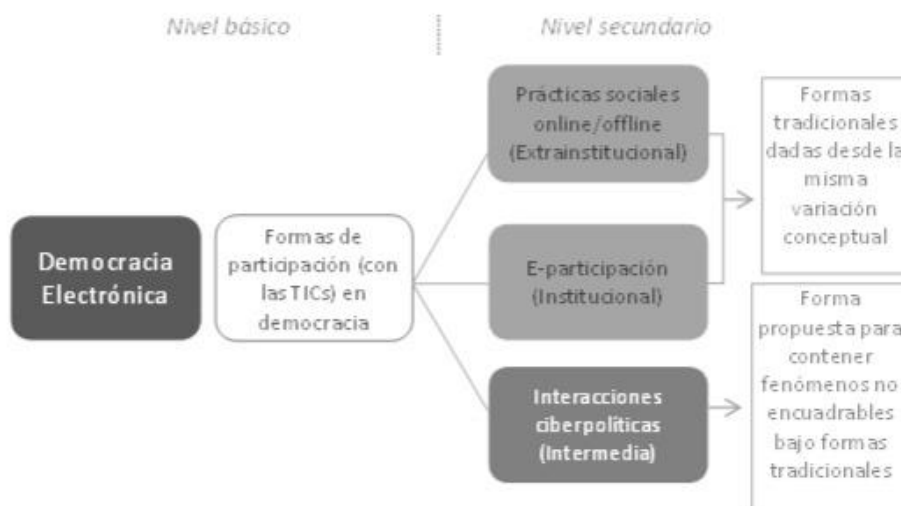 Nivel básico
Nivel secundario
Prácticas sociales
online/offline
(Extrainstitucional)
Formas
tradicionales
dadas desde la
misma
variación
conceptual
Democracia
Electrónica
Formas de
participación (con
las TICs) en
democracia
E-participación
(Institucional)
Interacciones
ciberpolíticas
(Intermedia)
Forma
propuesta para
contener
fenómenos no
encuadrables
bajo formas
tradicionales